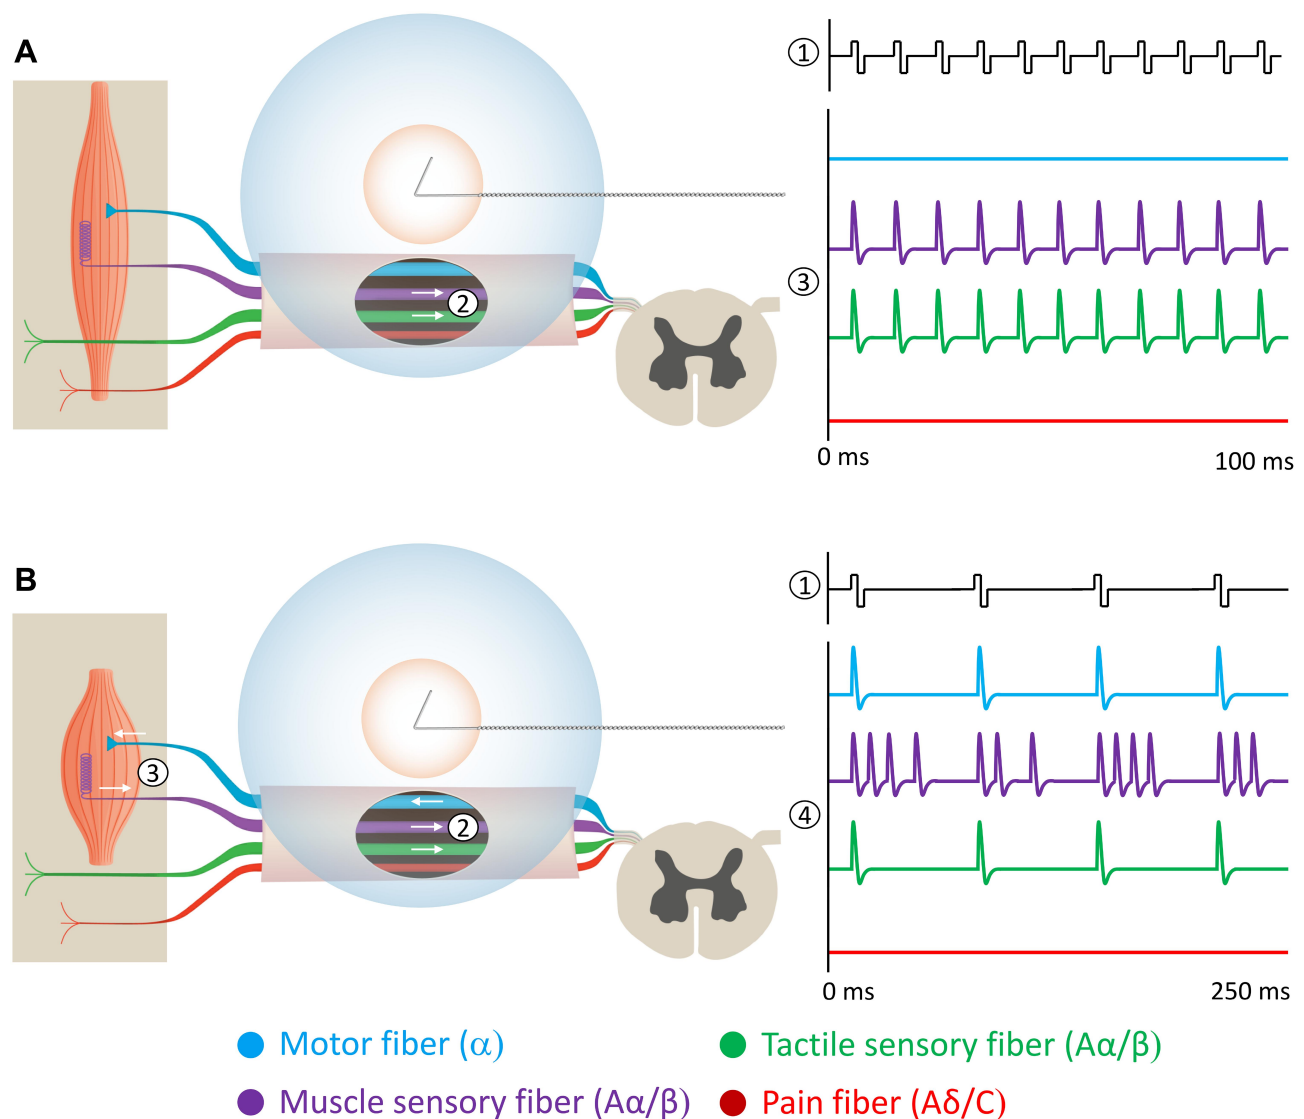 A
①
②
③
0 ms
100 ms
B
①
②
③
④
0 ms
250 ms
Motor fiber (α)
Tactile sensory fiber (Aα/β)
Muscle sensory fiber (Aα/β)
Pain fiber (Aδ/C)